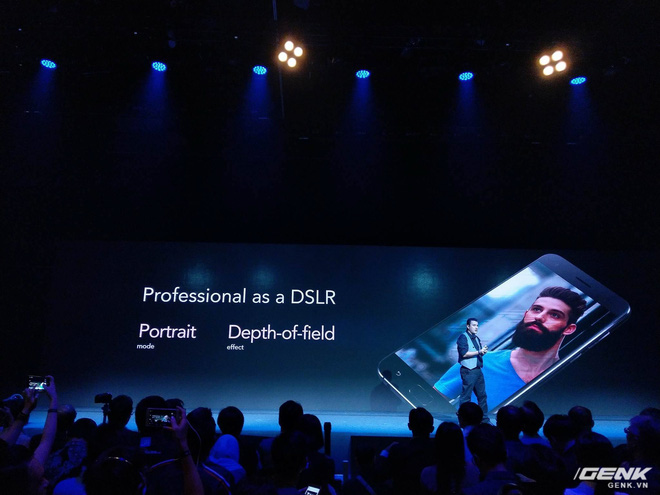 Professional as a DSLR
Portrait Depth-of-field
mode effect
GENK
GENK.VN